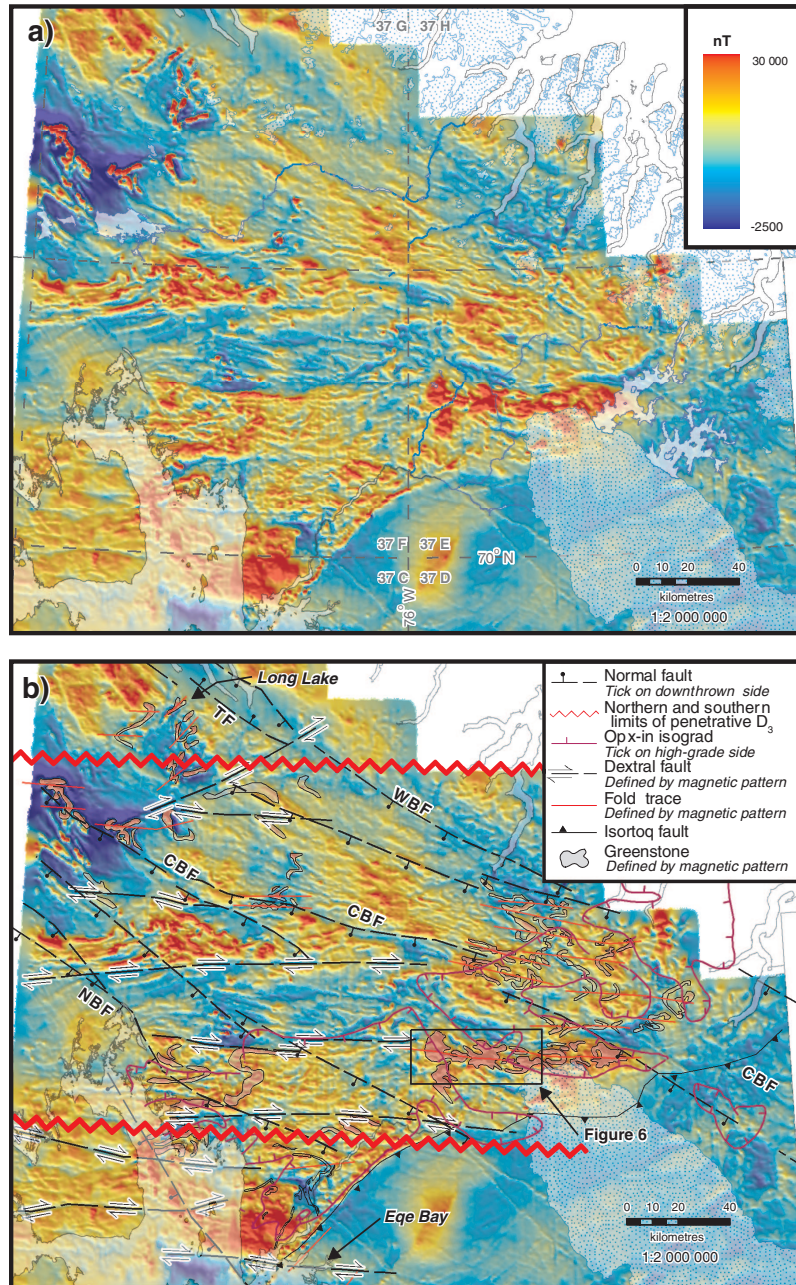 a)
37 G 37 H
nT
30 000
-2500
37 F 37 E
37 C 37 D
70° N
76° W
0 10 20 40
kilometres
1:2 000 000
b)
Long Lake
TF
WBF
CBF
CBF
NBF
CBF
Figure 6
Eqe Bay
Normal fault
Tick on downthrown side
Northern and southern
limits of penetrative D3
Opx-in isograd
Tick on high-grade side
Dextral fault
Defined by magnetic pattern
Fold trace
Defined by magnetic pattern
Isortoq fault
Greenstone
Defined by magnetic pattern
0 10 20 40
kilometres
1:2 000 000